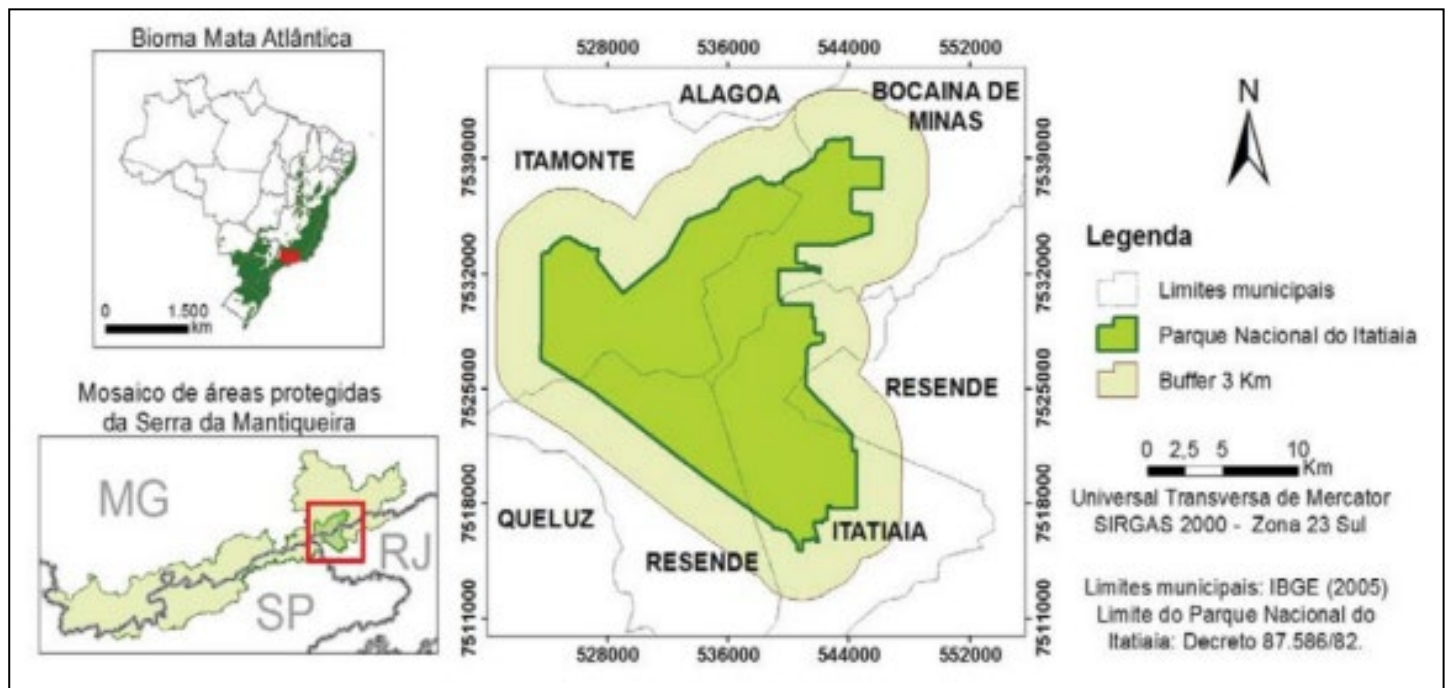 Bioma Mata Atlântica
0 1.500
km
Mosaico de áreas protegidas
da Serra da Mantiqueira
MG
RJ
SP
528000 536000 544000 552000
ALAGOA
BOCAINA DE
MINAS
ITAMONTE
RESENDE
QUELUZ
ITATIAIA
RESENDE
7539000
7532000
7525000
7518000
7511000
7539000
7532000
7525000
7518000
7511000
528000 536000 544000 552000
N
Legenda
Limites municipais
Parque Nacional do Itatiaia
Buffer 3 Km
0 2,5 5 10
Km
Universal Transversa de Mercator
SIRGAS 2000 - Zona 23 Sul
Limites municipais: IBGE (2005)
Limite do Parque Nacional do
Itatiaia: Decreto 87.586/82.